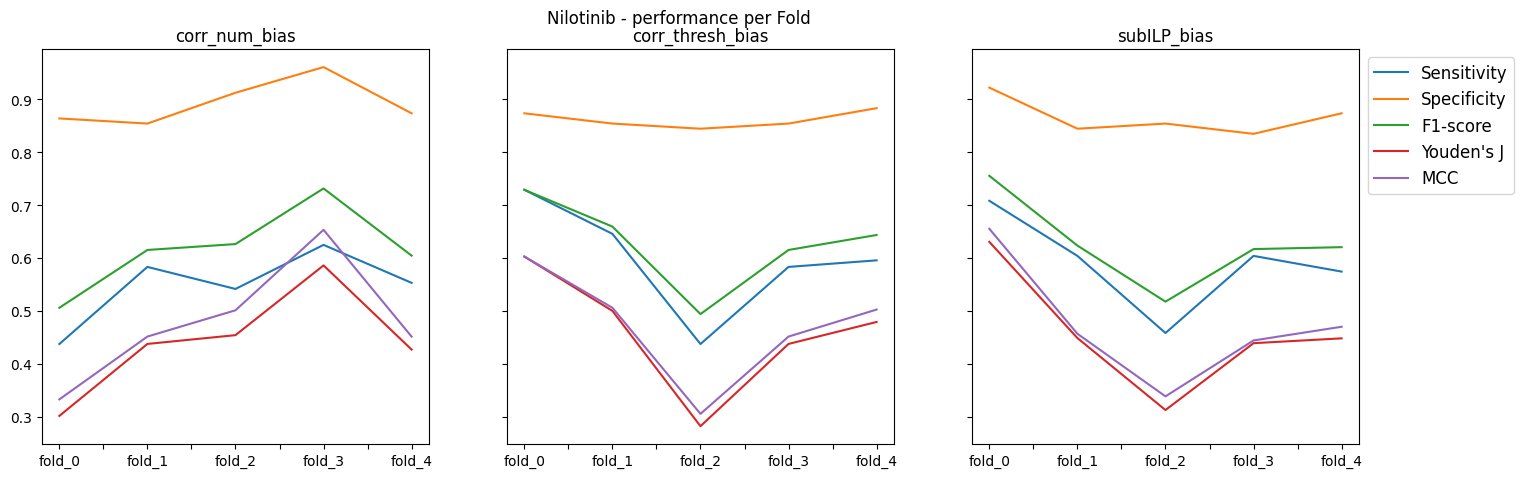 Nilotinib - performance per Fold
corr_num_bias
corr_thresh_bias
subILP_bias
0.9
0.8
0.7
0.6
0.5
0.4
0.3
fold_0 fold_1 fold_2 fold_3 fold_4
fold_0 fold_1 fold_2 fold_3 fold_4
fold_0 fold_1 fold_2 fold_3 fold_4
Sensitivity
Specificity
F1-score
Youden's J
MCC